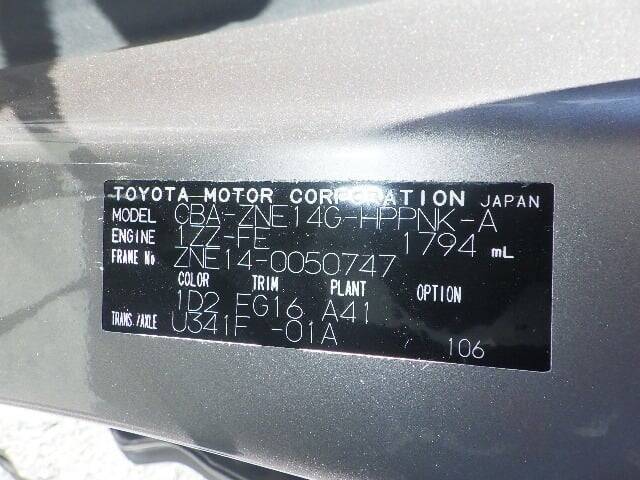 TOYOTA MOTOR CORPORATION JAPAN
MODEL CBA-ZNE14G-HPPNK-A
ENGINE 1ZZ-FE 1794 mL
FRAME No ZNE14-0050747
COLOR TRIM PLANT OPTION
1D2 FG16 A41
TRANS./AXLE U341F -01A 106